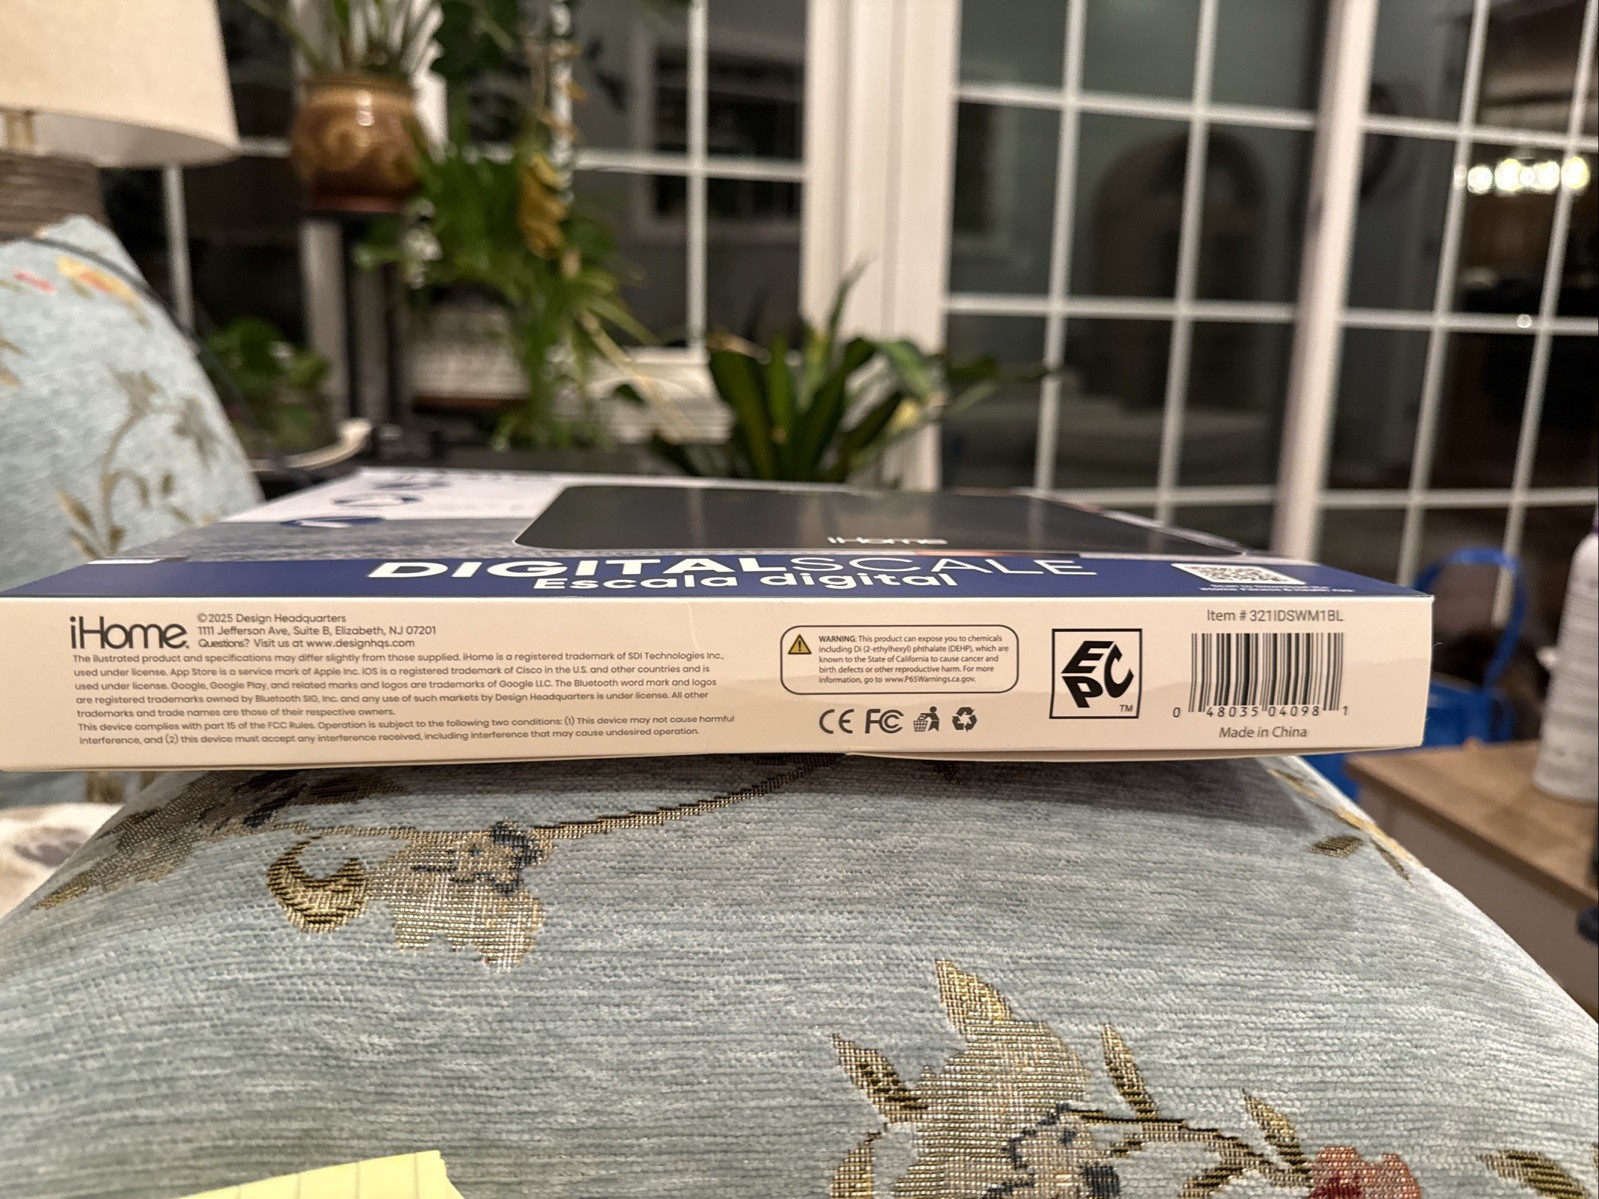 iHome
DIGITALSCALE
Escala digital
iHome.
©2025 Design Headquarters
1111 Jefferson Ave, Suite B, Elizabeth, NJ 07201
Questions? Visit us at www.designhqs.com
The illustrated product and specifications may differ slightly from those supplied. iHome is a registered trademark of SDI Technologies Inc.,
used under license. App Store is a service mark of Apple Inc. iOS is a registered trademark of Cisco in the U.S. and other countries and is
used under license. Google, Google Play, and related marks and logos are trademarks of Google LLC. The Bluetooth word mark and logos
are registered trademarks owned by Bluetooth SIG, Inc. and any use of such markets by Design Headquarters is under license. All other
trademarks and trade names are those of their respective owners.
This device complies with part 15 of the FCC Rules. Operation is subject to the following two conditions: (1) This device may not cause harmful
interference, and (2) this device must accept any interference received, including interference that may cause undesired operation.
WARNING: This product can expose you to chemicals
including Di (2-ethylhexyl) phthalate (DEHP), which are
known to the State of California to cause cancer and
birth defects or other reproductive harm. For more
information, go to www.P65Warnings.ca.gov.
CE FC
EPC
TM
Item # 321IDSWM1BL
0 48035 04098 1
Made in China